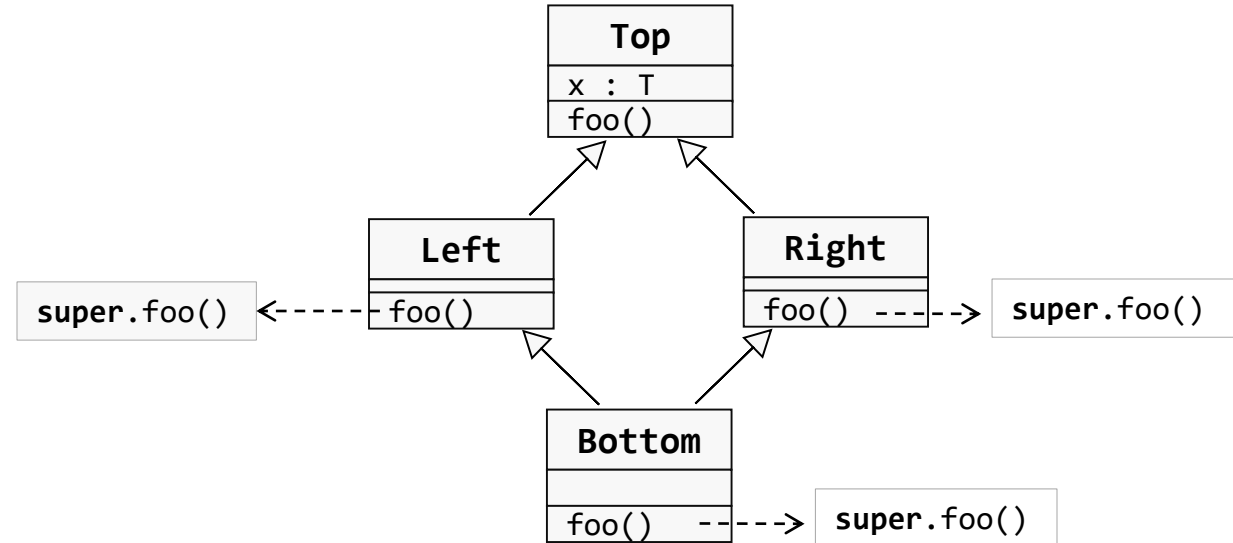 Top
x : T
foo()
Left
Right
super.foo()
foo()
foo()
super.foo()
Bottom
foo()
super.foo()